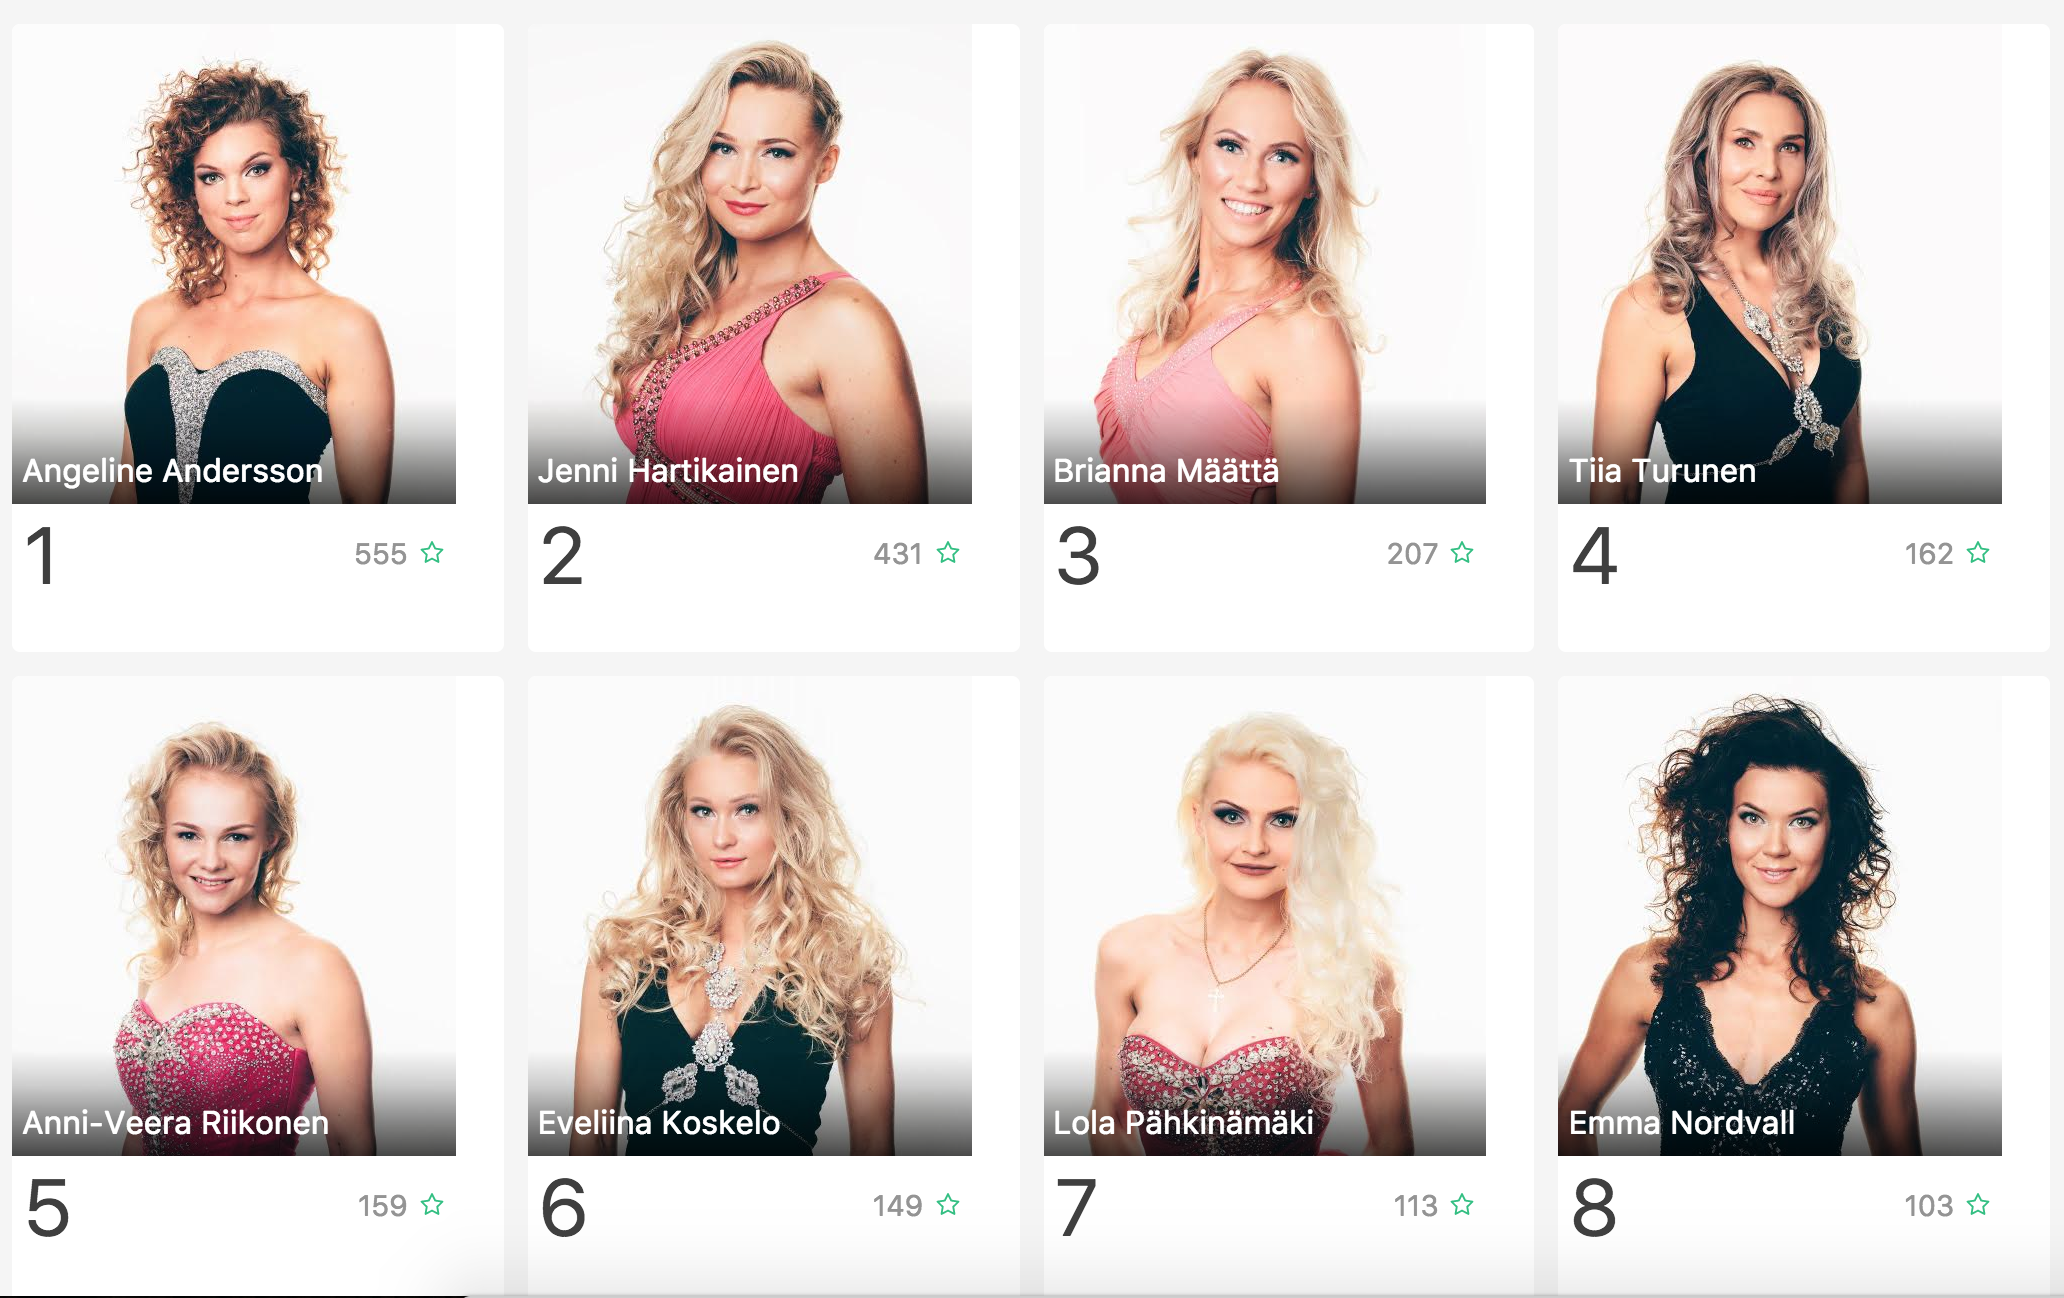 Angeline Andersson
1 555
Jenni Hartikainen
2 431
Brianna Määttä
3 207
Tiia Turunen
4 162
Anni-Veera Riikonen
5 159
Eveliina Koskelo
6 149
Lola Pähkinämäki
7 113
Emma Nordvall
8 103